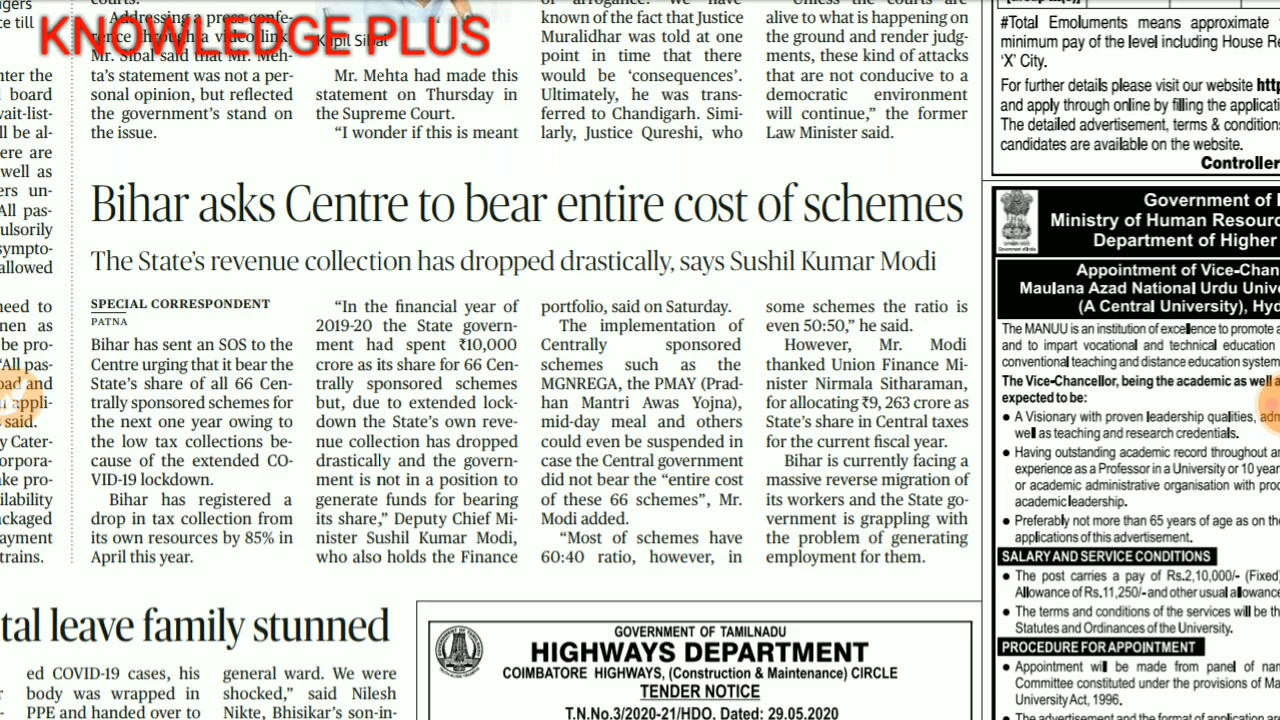 KNOWLEDGE PLUS
Addressing a press confe-
rence through a video link,
Mr. Sibal said that Mr. Meh-
ta's statement was not a per-
sonal opinion, but reflected
the government's stand on
the issue.
Kapil Sibal
Mr. Mehta had made this
statement on Thursday in
the Supreme Court.
"I wonder if this is meant
of arrogance. We have
known of the fact that Justice
Muralidhar was told at one
point in time that there
would be 'consequences'.
Ultimately, he was trans-
ferred to Chandigarh. Simi-
larly, Justice Qureshi, who
Unless the courts are
alive to what is happening on
the ground and render judg-
ments, these kind of attacks
that are not conducive to a
democratic environment
will continue," the former
Law Minister said.
Bihar asks Centre to bear entire cost of schemes
The State's revenue collection has dropped drastically, says Sushil Kumar Modi
SPECIAL CORRESPONDENT
PATNA
Bihar has sent an SOS to the
Centre urging that it bear the
State's share of all 66 Cen-
trally sponsored schemes for
the next one year owing to
the low tax collections be-
cause of the extended CO-
VID-19 lockdown.
Bihar has registered a
drop in tax collection from
its own resources by 85% in
April this year.
"In the financial year of
2019-20 the State govern-
ment had spent ₹10,000
crore as its share for 66 Cen-
trally sponsored schemes
but, due to extended lock-
down the State's own reve-
nue collection has dropped
drastically and the govern-
ment is not in a position to
generate funds for bearing
its share," Deputy Chief Mi-
nister Sushil Kumar Modi,
who also holds the Finance
portfolio, said on Saturday.
The implementation of
Centrally sponsored
schemes such as the
MGNREGA, the PMAY (Prad-
han Mantri Awas Yojna),
mid-day meal and others
could even be suspended in
case the Central government
did not bear the "entire cost
of these 66 schemes", Mr.
Modi added.
"Most of schemes have
60:40 ratio, however, in
some schemes the ratio is
even 50:50," he said.
However, Mr. Modi
thanked Union Finance Mi-
nister Nirmala Sitharaman,
for allocating ₹9, 263 crore as
State's share in Central taxes
for the current fiscal year.
Bihar is currently facing a
massive reverse migration of
its workers and the State go-
vernment is grappling with
the problem of generating
employment for them.
tal leave family stunned
ed COVID-19 cases, his
body was wrapped in
PPE and handed over to
general ward. We were
shocked," said Nilesh
Nikte, Bhisikar's son-in-
GOVERNMENT OF TAMILNADU
HIGHWAYS DEPARTMENT
COIMBATORE HIGHWAYS, (Construction & Maintenance) CIRCLE
TENDER NOTICE
T.N.No.3/2020-21/HDO, Dated: 29.05.2020
#Total Emoluments means approximate
minimum pay of the level including House Re
'X' City.
For further details please visit our website http
and apply through online by filling the applicati
The detailed advertisement, terms & condition
candidates are available on the website.
Controller
Government of I
Ministry of Human Resourc
Department of Higher
Appointment of Vice-Chan
Maulana Azad National Urdu Unive
(A Central University), Hyd
The MANUU is an institution of excellence to promote a
and to impart vocational and technical education
conventional teaching and distance education system
The Vice-Chancellor, being the academic as well a
expected to be:
● A Visionary with proven leadership qualities, adm
well as teaching and research credentials.
● Having outstanding academic record throughout an
experience as a Professor in a University or 10 year
or academic administrative organisation with proo
academic leadership.
● Preferably not more than 65 years of age as on th
applications of this advertisement.
SALARY AND SERVICE CONDITIONS
● The post carries a pay of Rs.2,10,000/- (Fixed)
Allowance of Rs.11,250/- and other usual allowance
● The terms and conditions of the services will be th
Statutes and Ordinances of the University.
PROCEDURE FOR APPOINTMENT
● Appointment will be made from panel of nam
Committee constituted under the provisions of Ma
University Act, 1996.